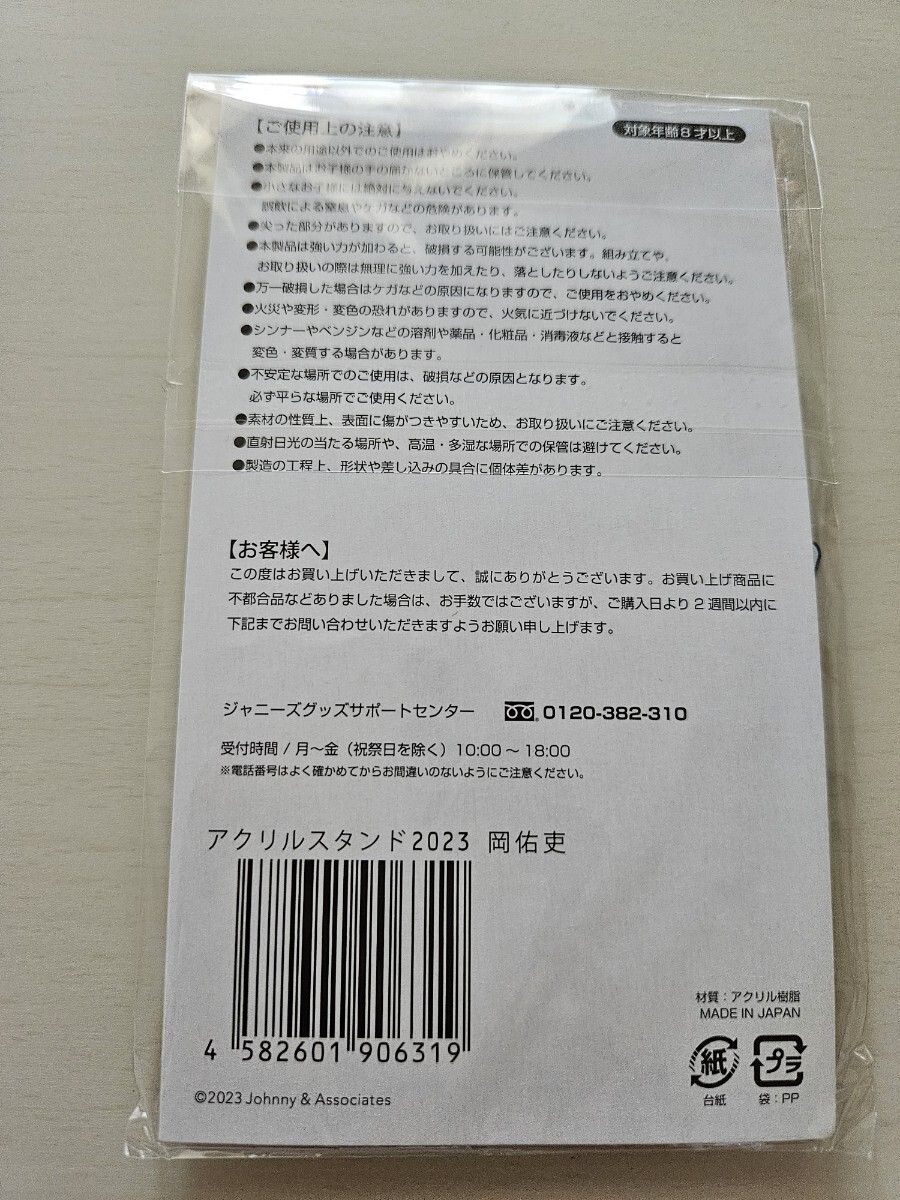 【ご使用上の注意】
対象年齢8才以上
●本来の用途以外でのご使用はおやめください。
●本製品はお子様の手の届かないところに保管してください。
●小さなお子様には絶対に与えないでください。
誤飲による窒息やケガなどの危険があります。
●尖った部分がありますので、お取り扱いにはご注意ください。
●本製品は強い力が加わると、破損する可能性がございます。組み立てや、
お取り扱いの際は無理に強い力を加えたり、落としたりしないようご注意ください。
●万一破損した場合はケガなどの原因になりますので、ご使用をおやめください。
●火災や変形・変色の恐れがありますので、火気に近づけないでください。
●シンナーやベンジンなどの溶剤や薬品・化粧品・消毒液などと接触すると
変色・変質する場合があります。
●不安定な場所でのご使用は、破損などの原因となります。
必ず平らな場所でご使用ください。
●素材の性質上、表面に傷がつきやすいため、お取り扱いにご注意ください。
●直射日光の当たる場所や、高温・多湿な場所での保管は避けてください。
●製造の工程上、形状や差し込みの具合に個体差があります。
【お客様へ】
この度はお買い上げいただきまして、誠にありがとうございます。お買い上げ商品に
不都合品などありました場合は、お手数ではございますが、ご購入日より2週間以内に
下記までお問い合わせいただきますようお願い申し上げます。
ジャニーズグッズサポートセンター 0120-382-310
受付時間 / 月〜金（祝祭日を除く）10:00 〜 18:00
※電話番号はよく確かめてからお間違いのないようにご注意ください。
アクリルスタンド2023 岡佑吏
4 582601 906319
材質：アクリル樹脂
MADE IN JAPAN
紙 プラ
台紙 袋：PP
©2023 Johnny & Associates